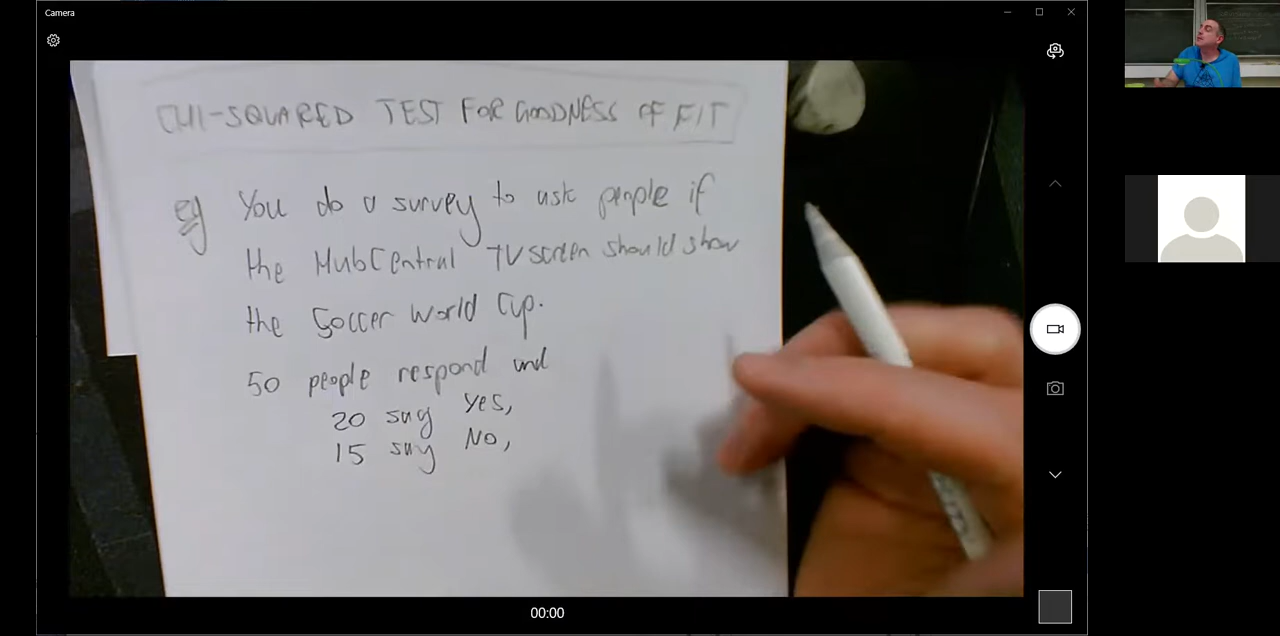 Camera
CHI-SQUARED TEST FOR GOODNESS OF FIT
eg You do a survey to ask people if
the HubCentral TV screen should show
the Soccer World Cup.
50 people respond and
20 say Yes,
15 say No,
00:00